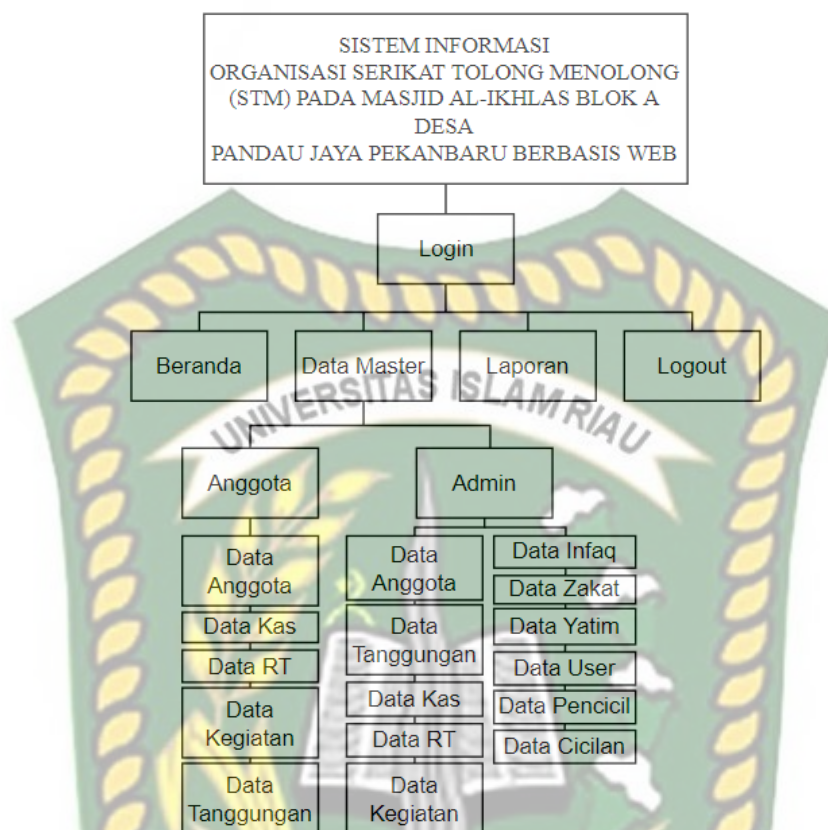 SISTEM INFORMASI
ORGANISASI SERIKAT TOLONG MENOLONG
(STM) PADA MASJID AL-IKHLAS BLOK A
DESA
PANDAU JAYA PEKANBARU BERBASIS WEB
Login
Beranda
Data Master
Laporan
Logout
UNIVERSITAS ISLAM RIAU
Anggota
Admin
Data
Anggota
Data Kas
Data RT
Data
Kegiatan
Data
Tanggungan
Data
Anggota
Data
Tanggungan
Data Kas
Data RT
Data
Kegiatan
Data Infaq
Data Zakat
Data Yatim
Data User
Data Pencicil
Data Cicilan